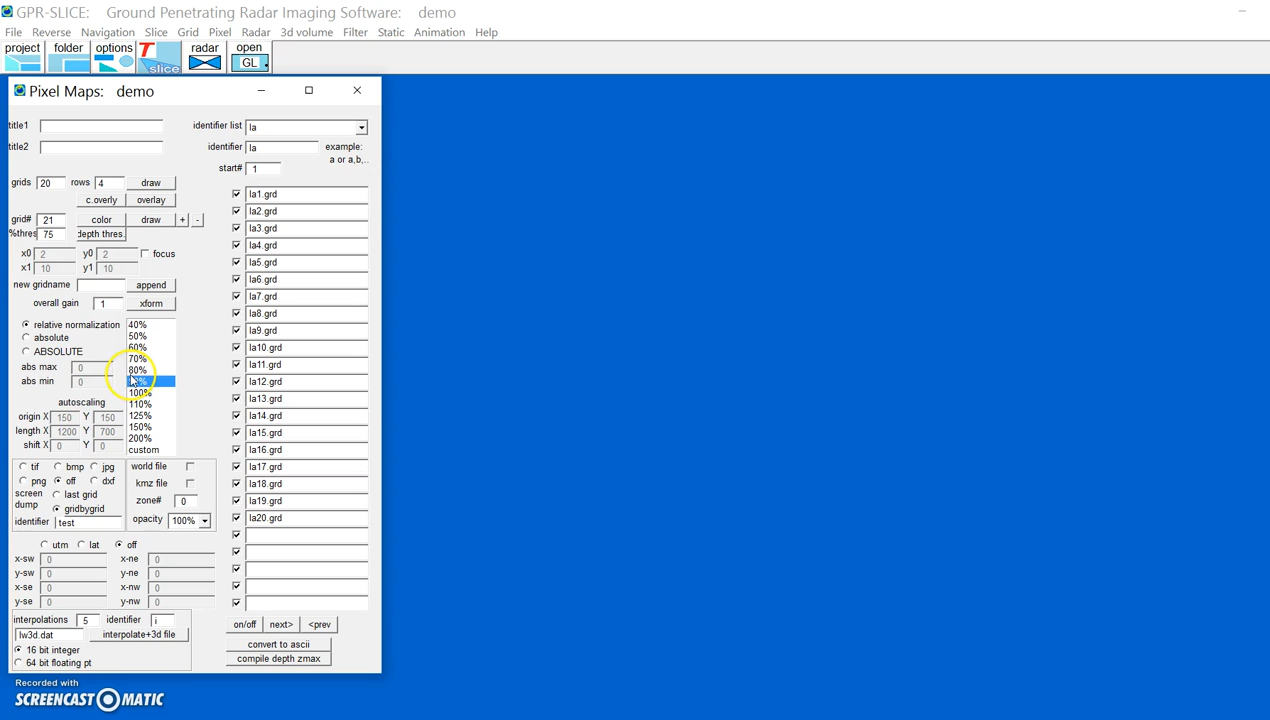 GPR-SLICE: Ground Penetrating Radar Imaging Software: demo
File Reverse Navigation Slice Grid Pixel Radar 3d volume Filter Static Animation Help
project folder options T slice radar open GL
Pixel Maps: demo
title1 identifier list la
title2 identifier la example: a or a,b,..
start# 1
grids 20 rows 4 draw
c.overly overlay
grid# 21 color draw + -
%thres 75 depth thres.
x0 2 y0 2 focus
x1 10 y1 10
new gridname append
overall gain 1 xform
relative normalization
absolute
ABSOLUTE
abs max 0
abs min 0
40%
50%
60%
70%
80%
100%
110%
125%
150%
200%
custom
autoscaling
origin X 150 Y 150
length X 1200 Y 700
shift X 0 Y 0
tif bmp jpg
png off dxf
screen dump last grid
gridbygrid
identifier test
world file
kmz file
zone# 0
opacity 100%
utm lat off
x-sw 0 x-ne 0
y-sw 0 y-ne 0
x-se 0 x-nw 0
y-se 0 y-nw 0
interpolations 5 identifier i
lw3d.dat interpolate+3d file
16 bit integer
64 bit floating pt
la1.grd
la2.grd
la3.grd
la4.grd
la5.grd
la6.grd
la7.grd
la8.grd
la9.grd
la10.grd
la11.grd
la12.grd
la13.grd
la14.grd
la15.grd
la16.grd
la17.grd
la18.grd
la19.grd
la20.grd
on/off next> <prev
convert to ascii
compile depth zmax
Recorded with
SCREENCAST-O-MATIC